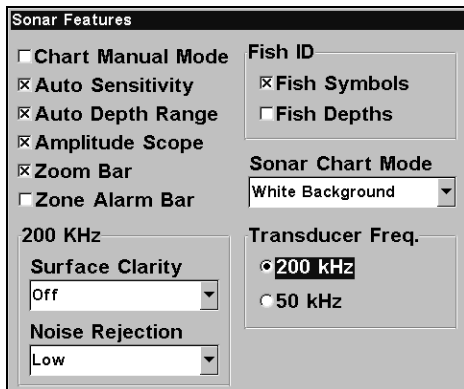 Sonar Features
Chart Manual Mode
Auto Sensitivity
Auto Depth Range
Amplitude Scope
Zoom Bar
Zone Alarm Bar
Fish ID
Fish Symbols
Fish Depths
Sonar Chart Mode
White Background
200 KHz
Surface Clarity
Off
Noise Rejection
Low
Transducer Freq.
200 kHz
50 kHz